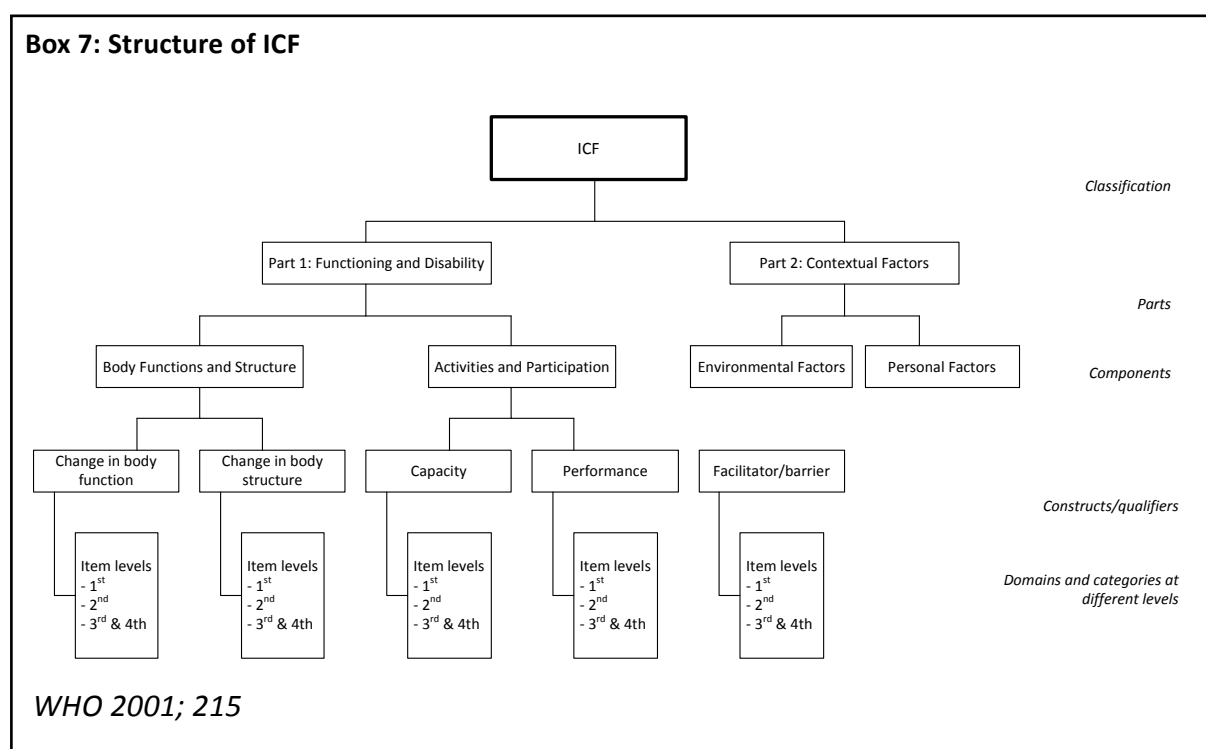 Box 7: Structure of ICF
ICF
Classification
Part 1: Functioning and Disability
Part 2: Contextual Factors
Parts
Body Functions and Structure
Activities and Participation
Environmental Factors
Personal Factors
Components
Change in body
function
Change in body
structure
Capacity
Performance
Facilitator/barrier
Constructs/qualifiers
Item levels
- 1st
- 2nd
- 3rd & 4th
Item levels
- 1st
- 2nd
- 3rd & 4th
Item levels
- 1st
- 2nd
- 3rd & 4th
Item levels
- 1st
- 2nd
- 3rd & 4th
Item levels
- 1st
- 2nd
- 3rd & 4th
Domains and categories at
different levels
WHO 2001; 215